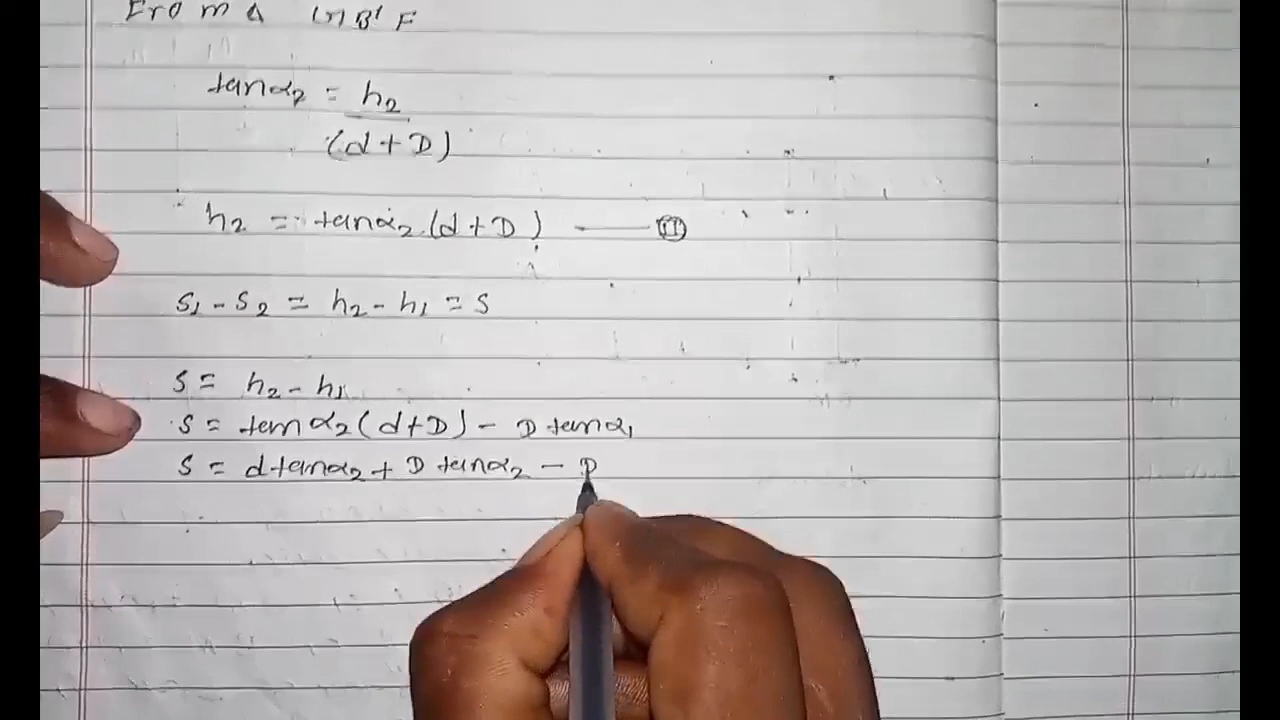 From Δ B' F
tanα₂ = h₂
(d + D)
h₂ = tanα₂ (d + D) — II
S₁ - S₂ = h₂ - h₁ = S
S = h₂ - h₁
S = tanα₂ (d + D) - D tanα₁
S = d tanα₂ + D tanα₂ - D